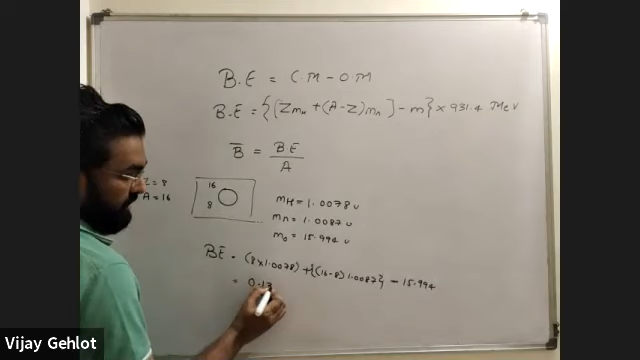 B.E = C.M - O.M
B.E = {[Zmн + (A-Z)mn] - m} × 931.4 MeV
B̅ = BE / A
Z = 8
A = 16
16
8
mH = 1.0078 u
mn = 1.0087 u
mo = 15.994 u
BE = (8×1.0078) + {(16-8) 1.0087} - 15.994
= 0.13
Vijay Gehlot